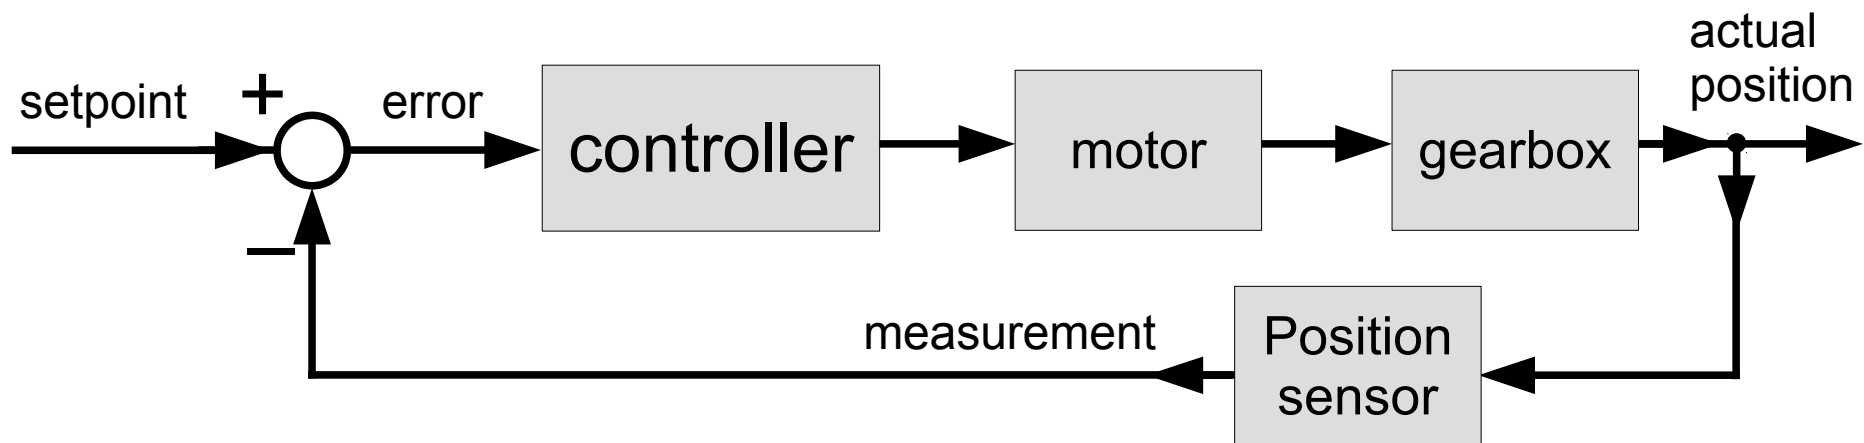 actual
position
setpoint
+
error
controller
motor
gearbox
−
measurement
Position
sensor